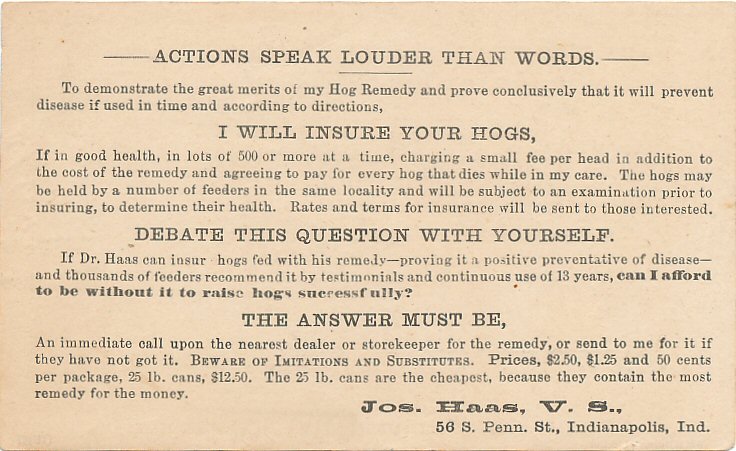 ACTIONS SPEAK LOUDER THAN WORDS.
To demonstrate the great merits of my Hog Remedy and prove conclusively that it will prevent
disease if used in time and according to directions,
I WILL INSURE YOUR HOGS,
If in good health, in lots of 500 or more at a time, charging a small fee per head in addition to
the cost of the remedy and agreeing to pay for every hog that dies while in my care. The hogs may
be held by a number of feeders in the same locality and will be subject to an examination prior to
insuring, to determine their health. Rates and terms for insurance will be sent to those interested.
DEBATE THIS QUESTION WITH YOURSELF.
If Dr. Haas can insur hogs fed with his remedy—proving it a positive preventative of disease—
and thousands of feeders recommend it by testimonials and continuous use of 13 years, can I afford
to be without it to raise hogs successfully?
THE ANSWER MUST BE,
An immediate call upon the nearest dealer or storekeeper for the remedy, or send to me for it if
they have not got it. BEWARE OF IMITATIONS AND SUBSTITUTES. Prices, $2.50, $1.25 and 50 cents
per package, 25 lb. cans, $12.50. The 25 lb. cans are the cheapest, because they contain the most
remedy for the money.
Jos. Haas, V. S.,
56 S. Penn. St., Indianapolis, Ind.